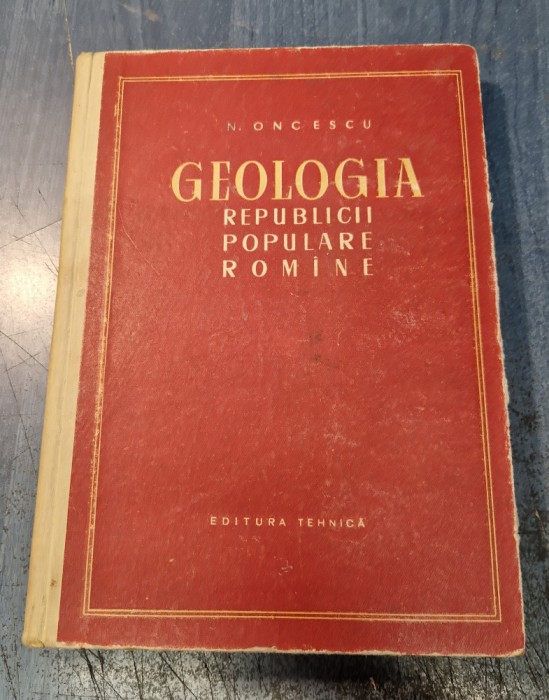 N. ONCESCU
GEOLOGIA
REPUBLICII
POPULARE
ROMÎNE
EDITURA TEHNICĂ